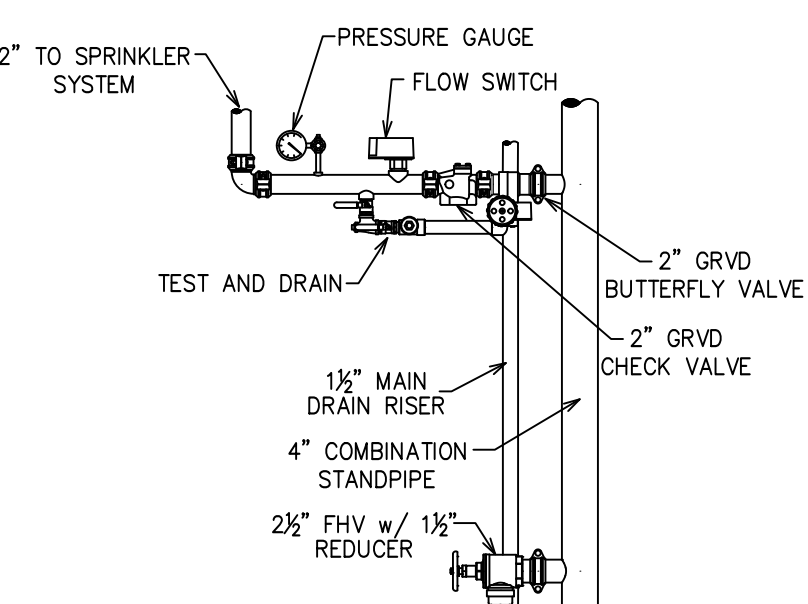 2” TO SPRINKLER
SYSTEM
PRESSURE GAUGE
FLOW SWITCH
TEST AND DRAIN
2” GRVD
BUTTERFLY VALVE
2” GRVD
CHECK VALVE
1½” MAIN
DRAIN RISER
4” COMBINATION
STANDPIPE
2½” FHV w/ 1½”
REDUCER